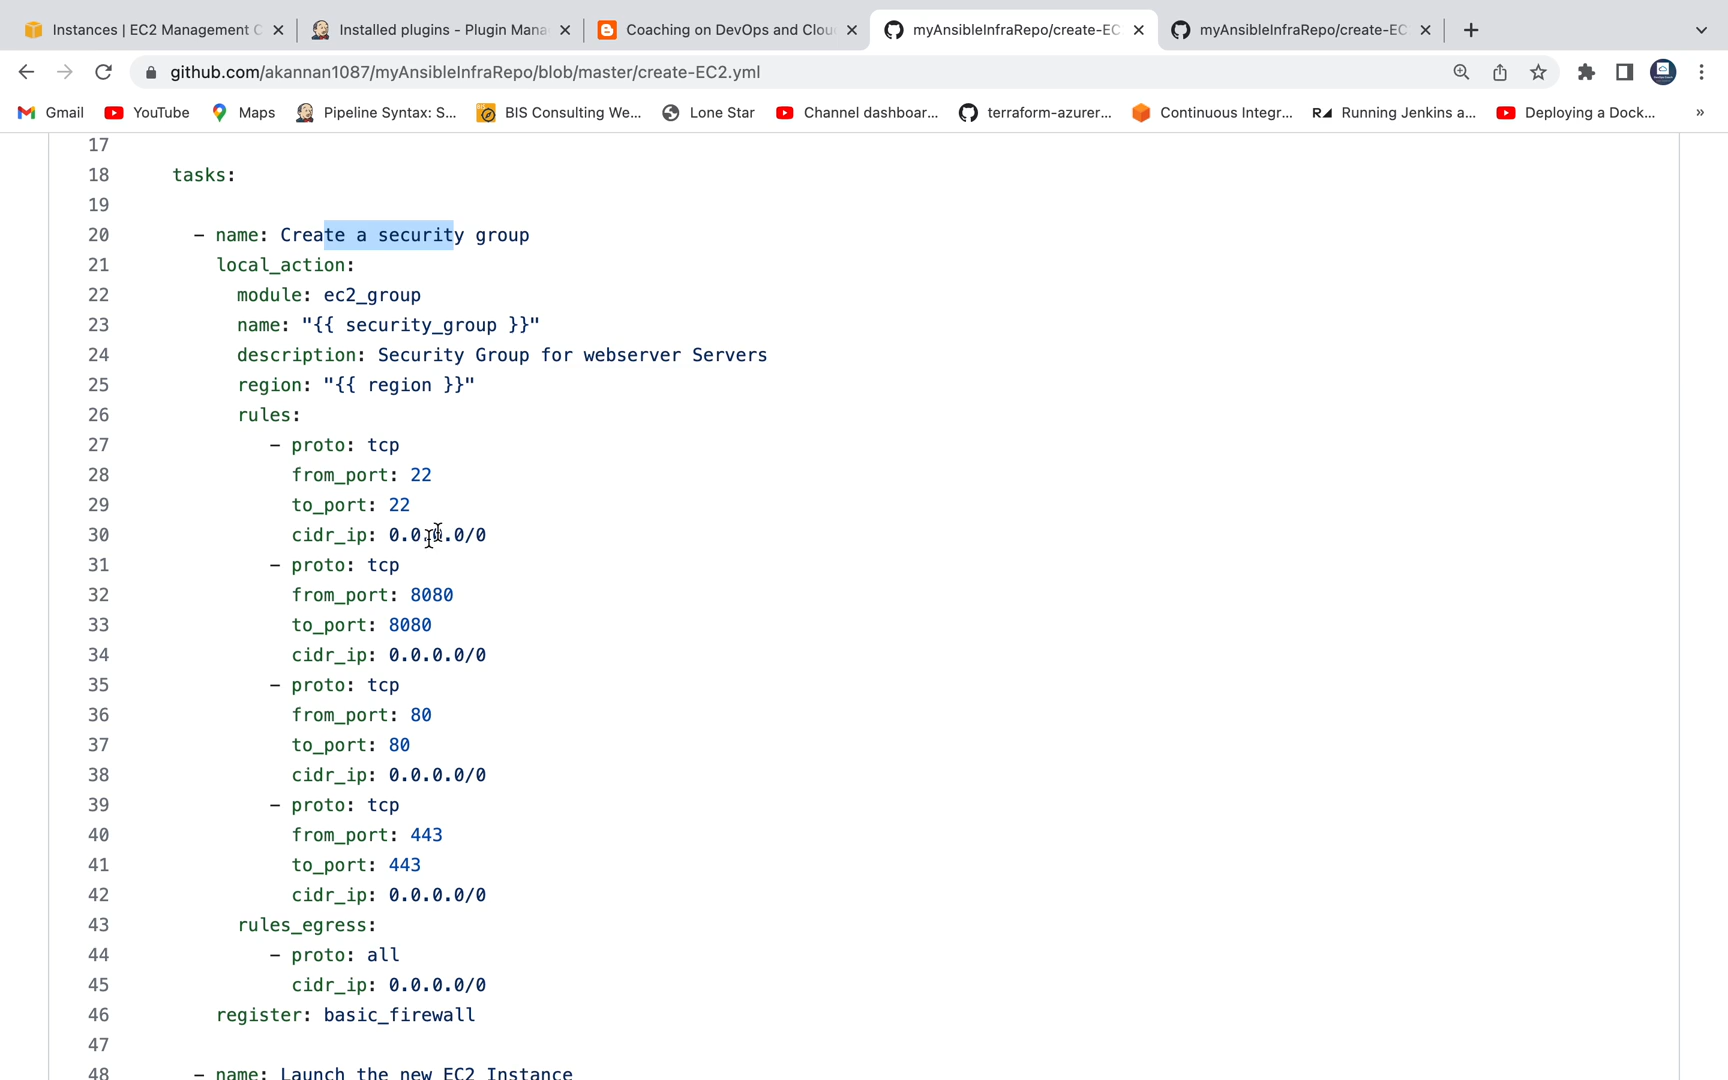 Instances | EC2 Management C
Installed plugins - Plugin Mana
Coaching on DevOps and Clou
myAnsibleInfraRepo/create-EC
myAnsibleInfraRepo/create-EC
github.com/akannan1087/myAnsibleInfraRepo/blob/master/create-EC2.yml
Gmail YouTube Maps Pipeline Syntax: S... BIS Consulting We... Lone Star Channel dashboar... terraform-azurer... Continuous Integr... Running Jenkins a... Deploying a Dock... »
17
18 tasks:
19
20 - name: Create a security group
21 local_action:
22 module: ec2_group
23 name: "{{ security_group }}"
24 description: Security Group for webserver Servers
25 region: "{{ region }}"
26 rules:
27 - proto: tcp
28 from_port: 22
29 to_port: 22
30 cidr_ip: 0.0.0.0/0
31 - proto: tcp
32 from_port: 8080
33 to_port: 8080
34 cidr_ip: 0.0.0.0/0
35 - proto: tcp
36 from_port: 80
37 to_port: 80
38 cidr_ip: 0.0.0.0/0
39 - proto: tcp
40 from_port: 443
41 to_port: 443
42 cidr_ip: 0.0.0.0/0
43 rules_egress:
44 - proto: all
45 cidr_ip: 0.0.0.0/0
46 register: basic_firewall
47
48 - name: Launch the new EC2 Instance